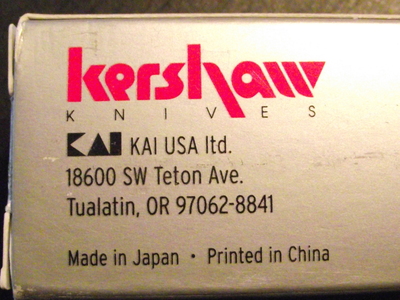 kershaw
KNIVES
KAI KAI USA ltd.
18600 SW Teton Ave.
Tualatin, OR 97062-8841
Made in Japan • Printed in China